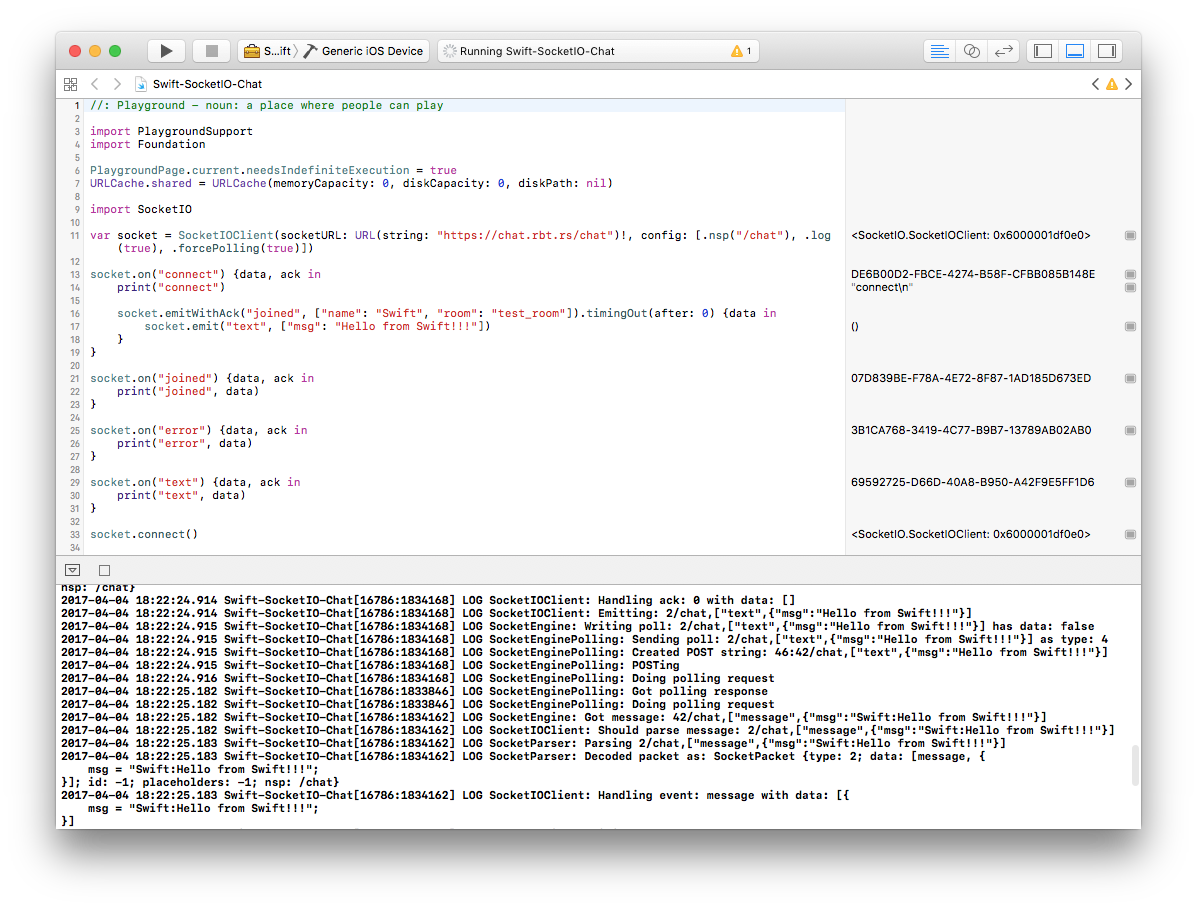 S...ift Generic iOS Device Running Swift-SocketIO-Chat 1
Swift-SocketIO-Chat
1 //: Playground – noun: a place where people can play
2
3 import PlaygroundSupport
4 import Foundation
5
6 PlaygroundPage.current.needsIndefiniteExecution = true
7 URLCache.shared = URLCache(memoryCapacity: 0, diskCapacity: 0, diskPath: nil)
8
9 import SocketIO
10
11 var socket = SocketIOClient(socketURL: URL(string: "https://chat.rbt.rs/chat")!, config: [.nsp("/chat"), .log <SocketIO.SocketIOClient: 0x6000001df0e0>
(true), .forcePolling(true)])
12
13 socket.on("connect") {data, ack in DE6B00D2-FBCE-4274-B58F-CFBB085B148E
14 print("connect") "connect\n"
15
16 socket.emitWithAck("joined", ["name": "Swift", "room": "test_room"]).timingOut(after: 0) {data in
17 socket.emit("text", ["msg": "Hello from Swift!!!"]) ()
18 }
19 }
20
21 socket.on("joined") {data, ack in 07D839BE-F78A-4E72-8F87-1AD185D673ED
22 print("joined", data)
23 }
24
25 socket.on("error") {data, ack in 3B1CA768-3419-4C77-B9B7-13789AB02AB0
26 print("error", data)
27 }
28
29 socket.on("text") {data, ack in 69592725-D66D-40A8-B950-A42F9E5FF1D6
30 print("text", data)
31 }
32
33 socket.connect() <SocketIO.SocketIOClient: 0x6000001df0e0>
34
nsp: /chat}
2017-04-04 18:22:24.914 Swift-SocketIO-Chat[16786:1834168] LOG SocketIOClient: Handling ack: 0 with data: []
2017-04-04 18:22:24.914 Swift-SocketIO-Chat[16786:1834168] LOG SocketIOClient: Emitting: 2/chat,["text",{"msg":"Hello from Swift!!!"}]
2017-04-04 18:22:24.915 Swift-SocketIO-Chat[16786:1834168] LOG SocketEngine: Writing poll: 2/chat,["text",{"msg":"Hello from Swift!!!"}] has data: false
2017-04-04 18:22:24.915 Swift-SocketIO-Chat[16786:1834168] LOG SocketEnginePolling: Sending poll: 2/chat,["text",{"msg":"Hello from Swift!!!"}] as type: 4
2017-04-04 18:22:24.915 Swift-SocketIO-Chat[16786:1834168] LOG SocketEnginePolling: Created POST string: 46:42/chat,["text",{"msg":"Hello from Swift!!!"}]
2017-04-04 18:22:24.915 Swift-SocketIO-Chat[16786:1834168] LOG SocketEnginePolling: POSTing
2017-04-04 18:22:24.916 Swift-SocketIO-Chat[16786:1834168] LOG SocketEnginePolling: Doing polling request
2017-04-04 18:22:25.182 Swift-SocketIO-Chat[16786:1833846] LOG SocketEnginePolling: Got polling response
2017-04-04 18:22:25.182 Swift-SocketIO-Chat[16786:1833846] LOG SocketEnginePolling: Doing polling request
2017-04-04 18:22:25.182 Swift-SocketIO-Chat[16786:1834162] LOG SocketEngine: Got message: 42/chat,["message",{"msg":"Swift:Hello from Swift!!!"}]
2017-04-04 18:22:25.182 Swift-SocketIO-Chat[16786:1834162] LOG SocketIOClient: Should parse message: 2/chat,["message",{"msg":"Swift:Hello from Swift!!!"}]
2017-04-04 18:22:25.183 Swift-SocketIO-Chat[16786:1834162] LOG SocketParser: Parsing 2/chat,["message",{"msg":"Swift:Hello from Swift!!!"}]
2017-04-04 18:22:25.183 Swift-SocketIO-Chat[16786:1834162] LOG SocketParser: Decoded packet as: SocketPacket {type: 2; data: [message, {
msg = "Swift:Hello from Swift!!!";
}]; id: -1; placeholders: -1; nsp: /chat}
2017-04-04 18:22:25.183 Swift-SocketIO-Chat[16786:1834162] LOG SocketIOClient: Handling event: message with data: [{
msg = "Swift:Hello from Swift!!!";
}]